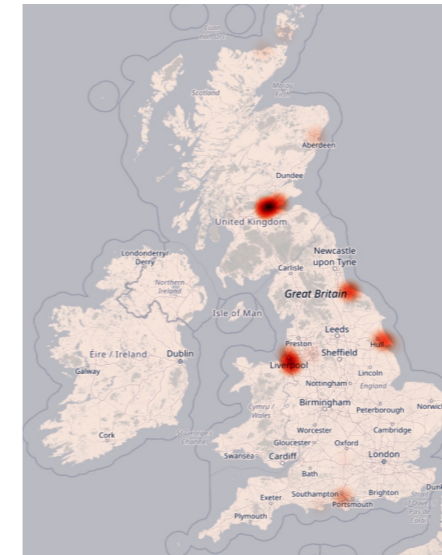 Scotland
Moray
Aberdeen
Dundee
United Kingdom
Londonderry/
Derry
Northern
Ireland
Carlisle
Newcastle
upon Tyne
Great Britain
Isle of Man
Leeds
Preston
Hull
Éire / Ireland
Dublin
Galway
Liverpool
Sheffield
Lincoln
Nottingham
England
Cymru /
Wales
Birmingham
Peterborough
Norwich
Cork
Worcester
Cambridge
Gloucester
Oxford
Swansea
Cardiff
London
Bath
Southampton
Brighton
Exeter
Portsmouth
Plymouth